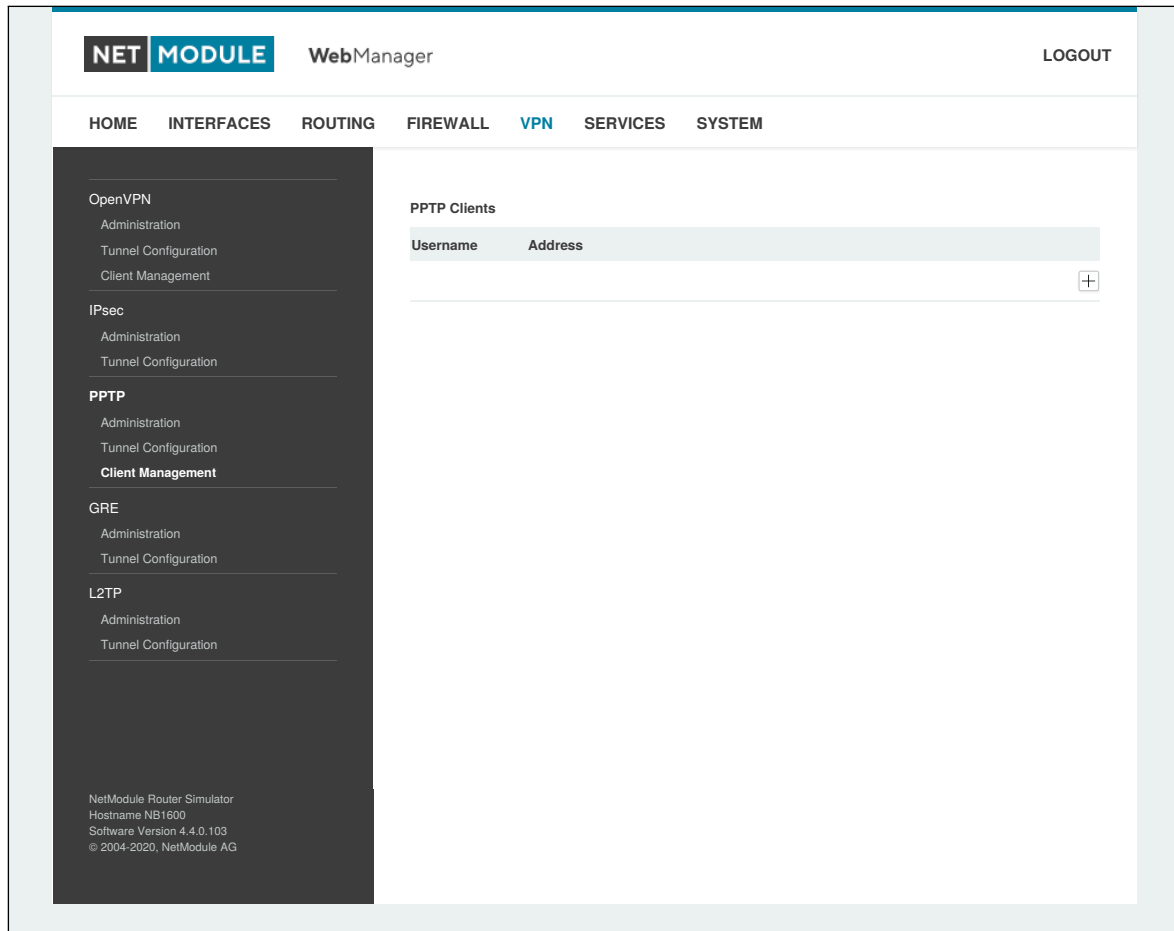 NET MODULE WebManager LOGOUT
HOME INTERFACES ROUTING FIREWALL VPN SERVICES SYSTEM
OpenVPN
Administration
Tunnel Configuration
Client Management
IPsec
Administration
Tunnel Configuration
PPTP
Administration
Tunnel Configuration
Client Management
GRE
Administration
Tunnel Configuration
L2TP
Administration
Tunnel Configuration
NetModule Router Simulator
Hostname NB1600
Software Version 4.4.0.103
© 2004-2020, NetModule AG
PPTP Clients
Username Address